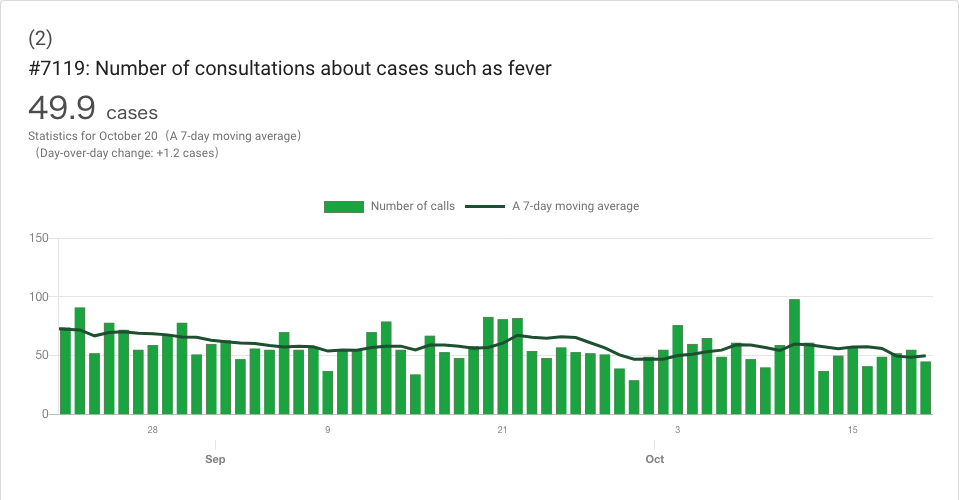 (2)
#7119: Number of consultations about cases such as fever
49.9 cases
Statistics for October 20（A 7-day moving average）
（Day-over-day change: +1.2 cases）
Number of calls
A 7-day moving average
150
100
50
0
28
9
21
3
15
Sep
Oct